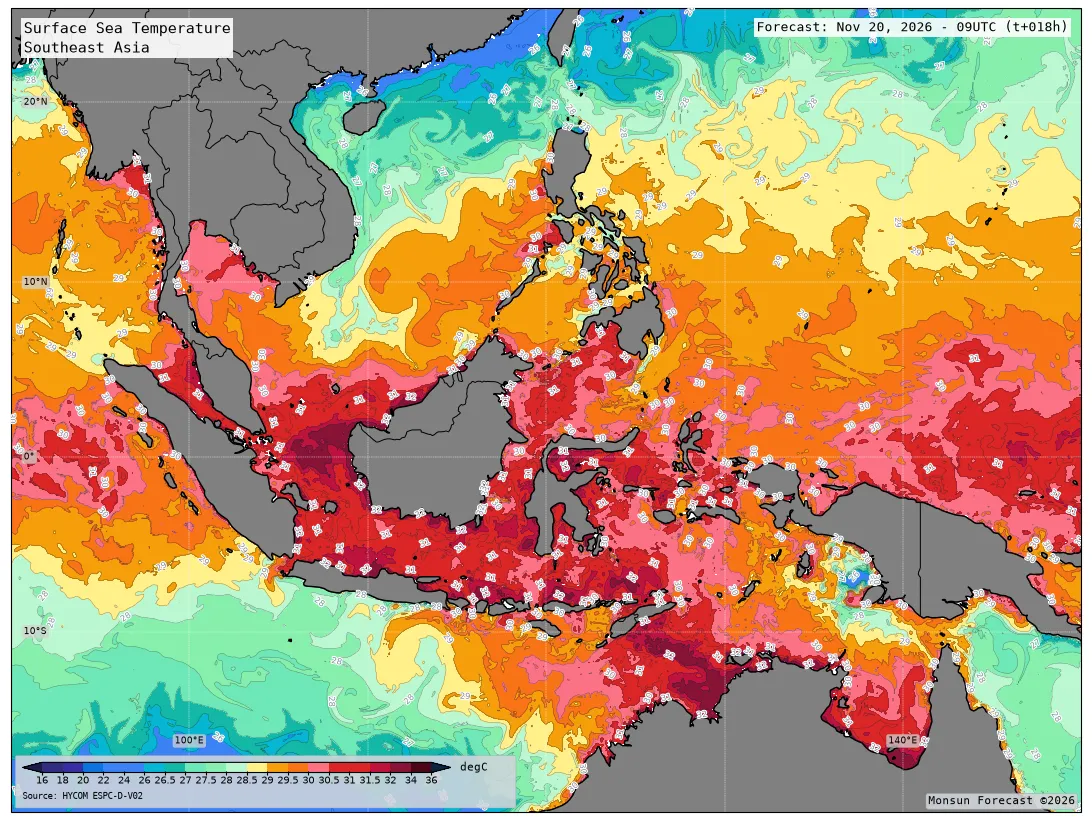 Surface Sea Temperature
Southeast Asia
Forecast: Nov 20, 2026 - 09UTC (t+018h)
20°N
10°N
0°
10°S
100°E
140°E
degC
16 18 20 22 24 26 26.5 27 27.5 28 28.5 29 29.5 30 30.5 31 31.5 32 34 36
Source: HYCOM ESPC-D-V02
Monsun Forecast ©2026